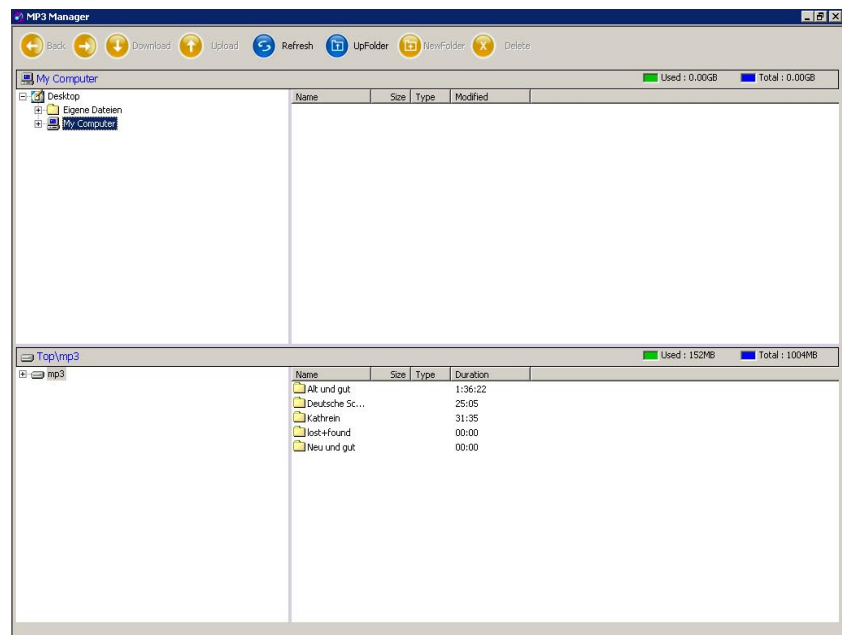 MP3 Manager
Back Download Upload Refresh UpFolder NewFolder Delete
My Computer Used : 0.00GB Total : 0.00GB
Desktop
Eigene Dateien
My Computer
Name Size Type Modified
Top\mp3 Used : 152MB Total : 1004MB
mp3
Name Size Type Duration
Alt und gut 1:36:22
Deutsche Sc... 25:05
Kathrein 31:35
lost+found 00:00
Neu und gut 00:00